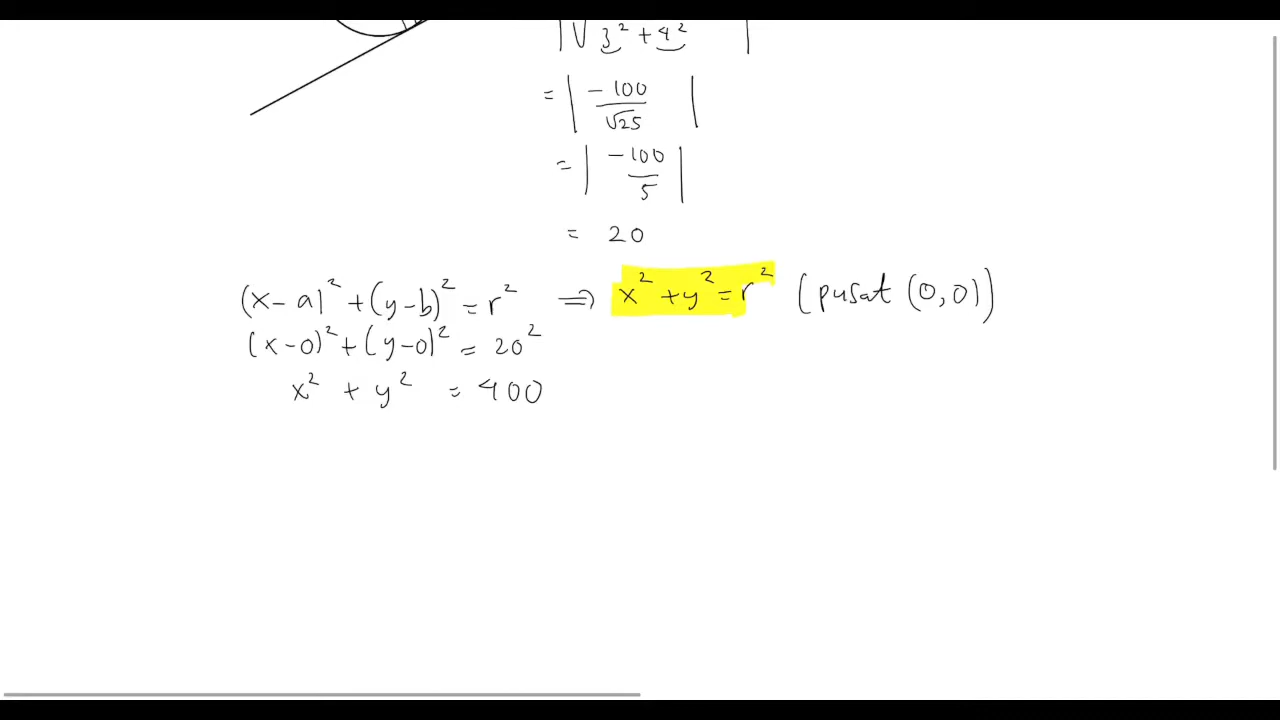 |√3² + 4²|
= |-100/√25|
= |-100/5|
= 20
(x-a)² + (y-b)² = r² ⇒ x² + y² = r² (pusat (0,0))
(x-0)² + (y-0)² = 20²
x² + y² = 400